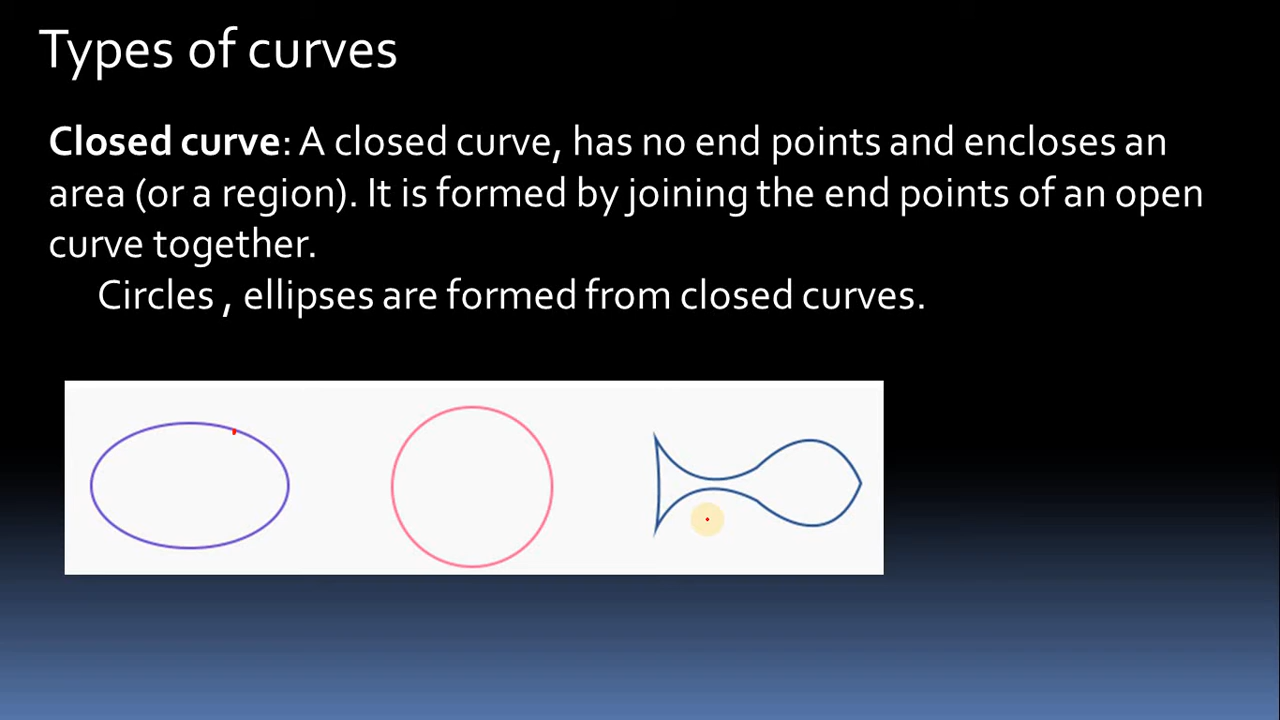 Types of curves
Closed curve: A closed curve, has no end points and encloses an
area (or a region). It is formed by joining the end points of an open
curve together.
Circles , ellipses are formed from closed curves.